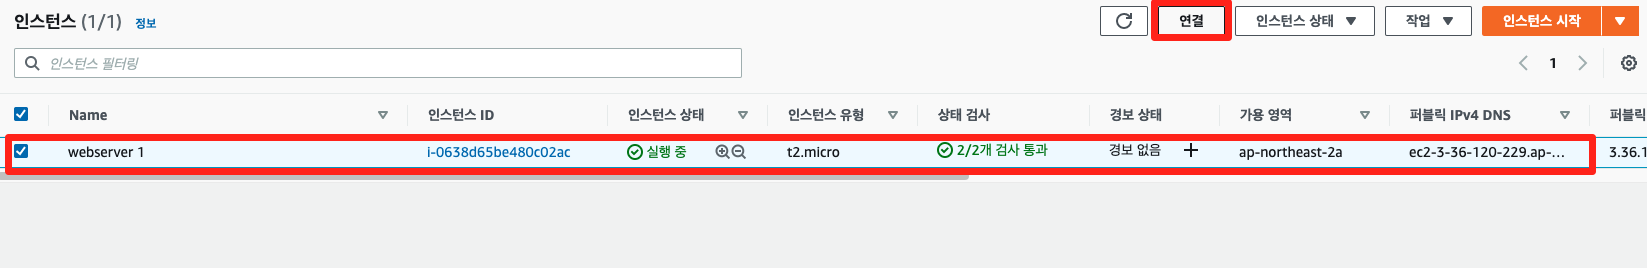 인스턴스 (1/1) 정보 연결 인스턴스 상태 작업 인스턴스 시작
인스턴스 필터링 1
Name 인스턴스 ID 인스턴스 상태 인스턴스 유형 상태 검사 경보 상태 가용 영역 퍼블릭 IPv4 DNS 퍼블릭
webserver 1 i-0638d65be480c02ac 실행 중 t2.micro 2/2개 검사 통과 경보 없음 ap-northeast-2a ec2-3-36-120-229.ap-... 3.36.1